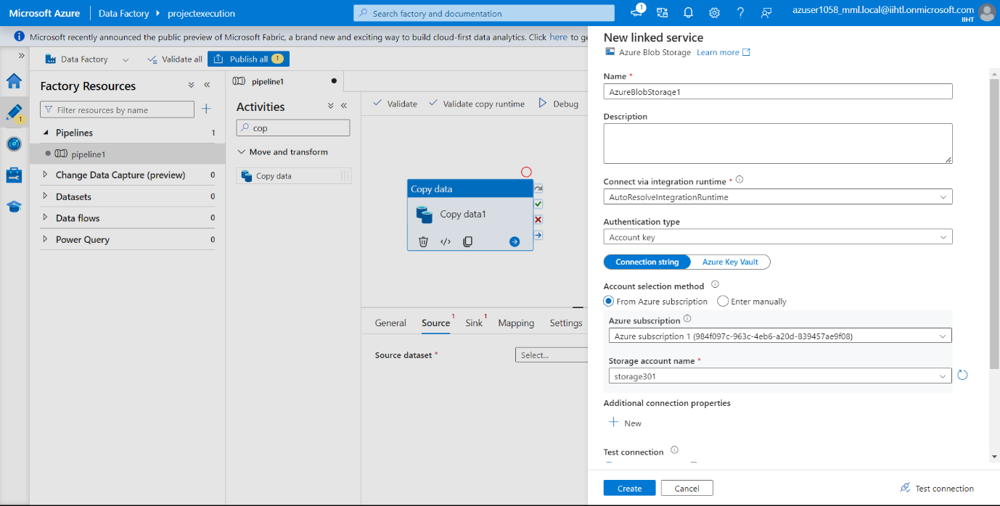 Microsoft Azure
Data Factory
projectexecution
Search factory and documentation
1
azuser1058_mml.local@iihtl.onmicrosoft.com
IIHT
Microsoft recently announced the public preview of Microsoft Fabric, a brand new and exciting way to build cloud-first data analytics. Click here to ge
Data Factory
Validate all
Publish all 1
1
Factory Resources
Filter resources by name
Pipelines 1
pipeline1
Change Data Capture (preview) 0
Datasets 0
Data flows 0
Power Query 0
pipeline1
Activities
cop
Move and transform
Copy data
Validate
Validate copy runtime
Debug
Copy data
Copy data1
General
Source 1
Sink 1
Mapping
Settings
Source dataset *
Select...
New linked service
Azure Blob Storage Learn more
Name *
AzureBlobStorage1
Description
Connect via integration runtime *
AutoResolveIntegrationRuntime
Authentication type
Account key
Connection string
Azure Key Vault
Account selection method
From Azure subscription
Enter manually
Azure subscription
Azure subscription 1 (984f097c-963c-4eb6-a20d-839457ae9f08)
Storage account name *
storage301
Additional connection properties
New
Test connection
Create
Cancel
Test connection